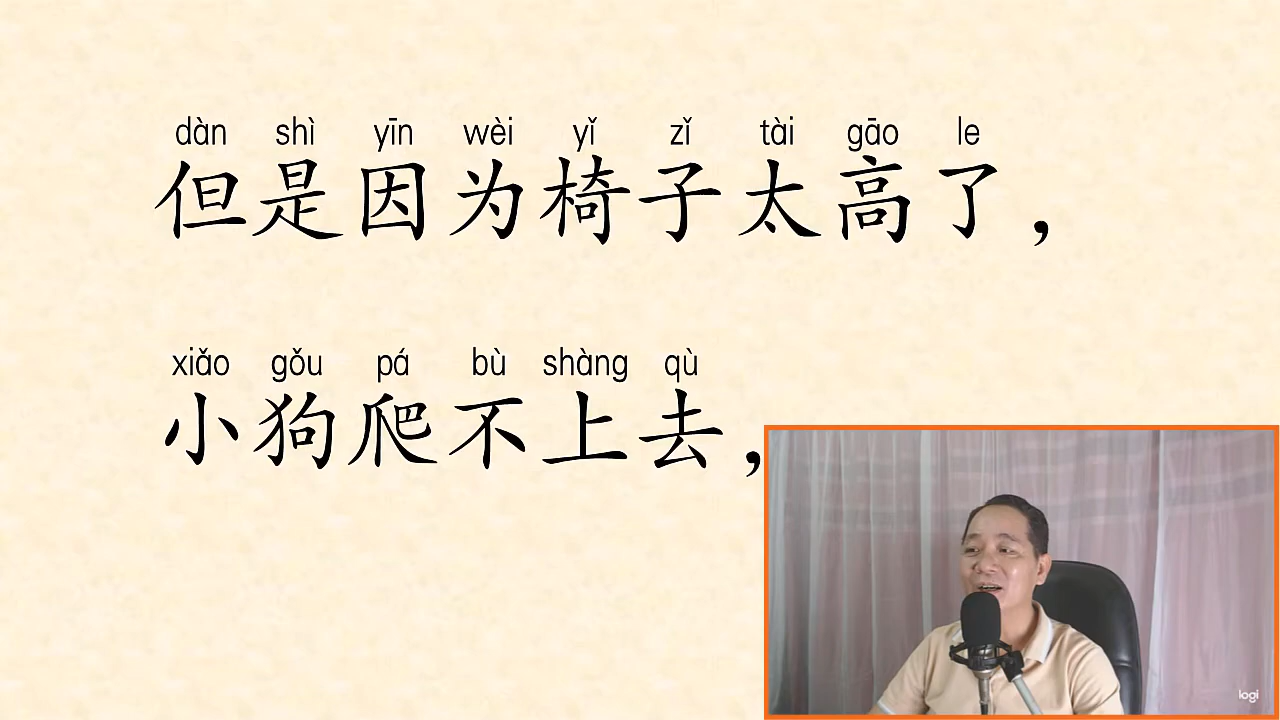 dàn shì yīn wèi yǐ zǐ tài gāo le
但是因为椅子太高了，
xiǎo gǒu pá bù shàng qù
小狗爬不上去，
logi